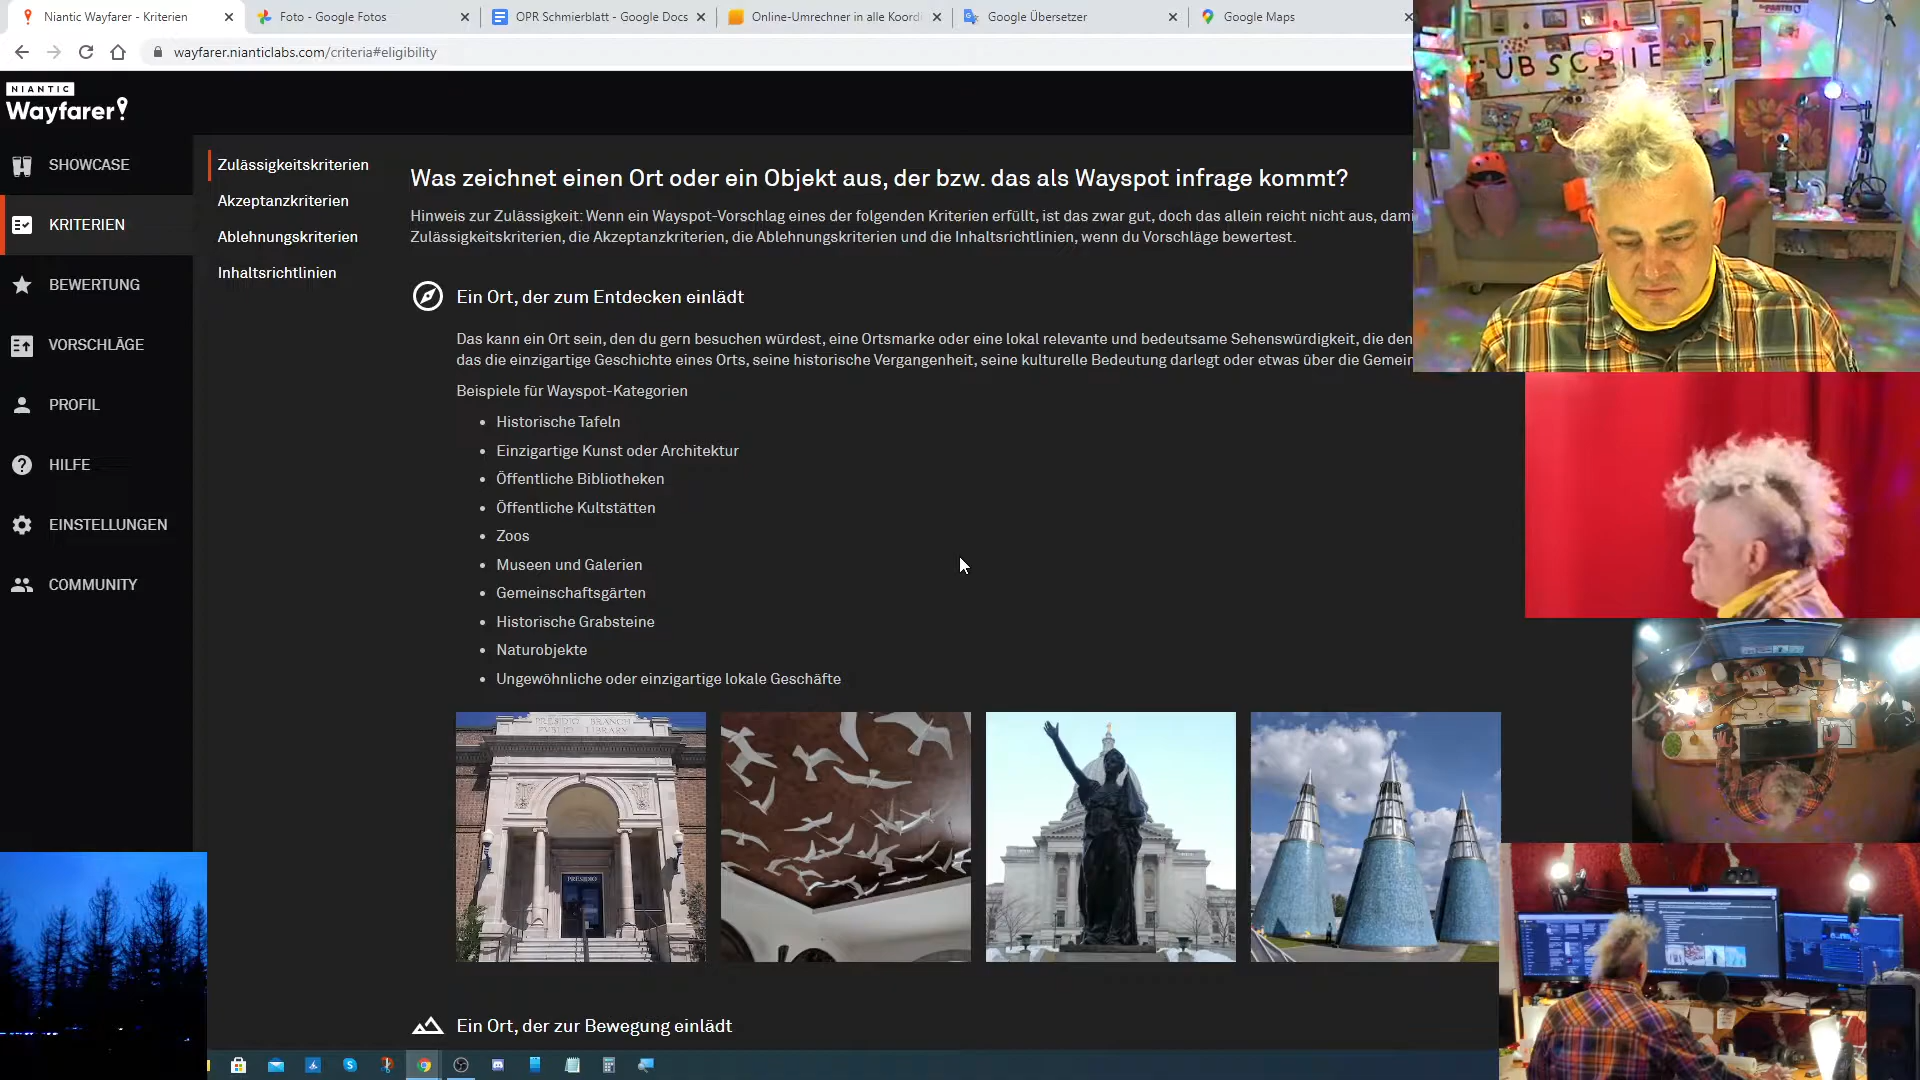 Niantic Wayfarer - Kriterien
Foto - Google Fotos
OPR Schmierblatt - Google Docs
Online-Umrechner in alle Koordi
Google Übersetzer
Google Maps
wayfarer.nianticlabs.com/criteria#eligibility
NIANTIC
Wayfarer
SHOWCASE
KRITERIEN
BEWERTUNG
VORSCHLÄGE
PROFIL
HILFE
EINSTELLUNGEN
COMMUNITY
Zulässigkeitskriterien
Akzeptanzkriterien
Ablehnungskriterien
Inhaltsrichtlinien
Was zeichnet einen Ort oder ein Objekt aus, der bzw. das als Wayspot infrage kommt?
Hinweis zur Zulässigkeit: Wenn ein Wayspot-Vorschlag eines der folgenden Kriterien erfüllt, ist das zwar gut, doch das allein reicht nicht aus, dami
Zulässigkeitskriterien, die Akzeptanzkriterien, die Ablehnungskriterien und die Inhaltsrichtlinien, wenn du Vorschläge bewertest.
Ein Ort, der zum Entdecken einlädt
Das kann ein Ort sein, den du gern besuchen würdest, eine Ortsmarke oder eine lokal relevante und bedeutsame Sehenswürdigkeit, die den
das die einzigartige Geschichte eines Orts, seine historische Vergangenheit, seine kulturelle Bedeutung darlegt oder etwas über die Gemein
Beispiele für Wayspot-Kategorien
• Historische Tafeln
• Einzigartige Kunst oder Architektur
• Öffentliche Bibliotheken
• Öffentliche Kultstätten
• Zoos
• Museen und Galerien
• Gemeinschaftsgärten
• Historische Grabsteine
• Naturobjekte
• Ungewöhnliche oder einzigartige lokale Geschäfte
PRESIDIO BRANCH
PUBLIC LIBRARY
PRESIDIO
Ein Ort, der zur Bewegung einlädt
UBSCRIE